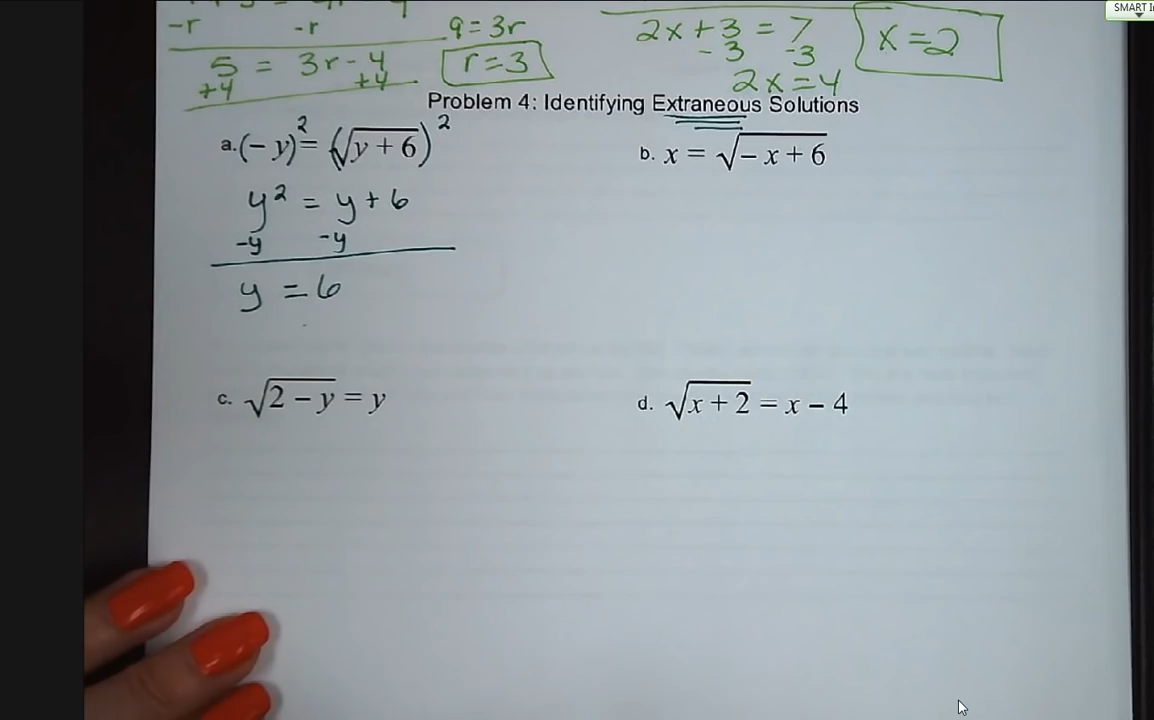 -r -r 9 = 3r
5 = 3r - 4 r = 3
+4 +4
2x + 3 = 7
- 3 -3
2x = 4
x = 2
SMART
Problem 4: Identifying Extraneous Solutions
a. (- y)² = (√(y + 6))²
y² = y + 6
-y -y
y = 6
b. x = √(- x + 6)
c. √(2 - y) = y
d. √(x + 2) = x - 4